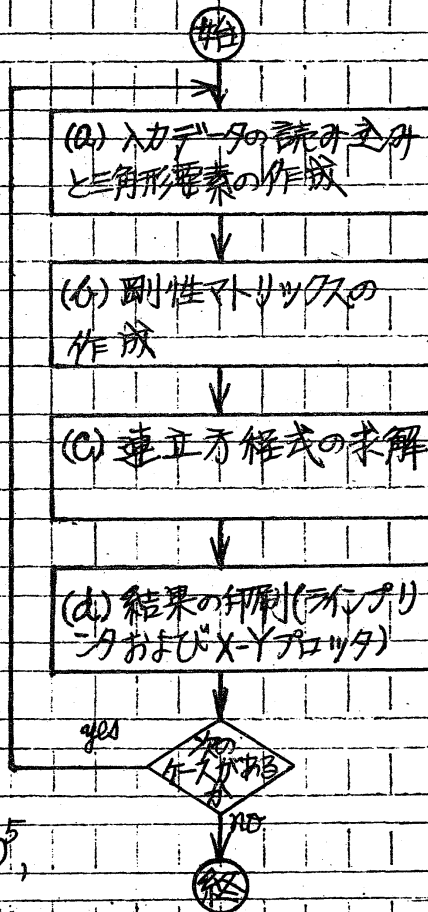 始
(a) 入力データの読み込み
と三角形要素の作成
(b) 剛性マトリックスの
作成
(c) 連立方程式の求解
(d) 結果の印刷(ラインプリ
ンタおよびX-Yプロッタ)
yes
次の
ケースがある
か
no
5,
終